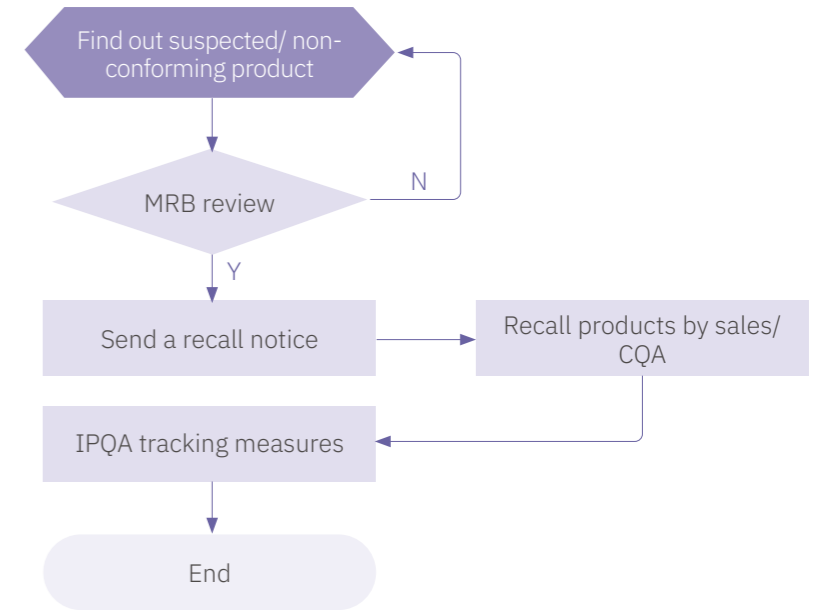 Find out suspected/ non-
conforming product
MRB review
N
Y
Send a recall notice
Recall products by sales/
CQA
IPQA tracking measures
End